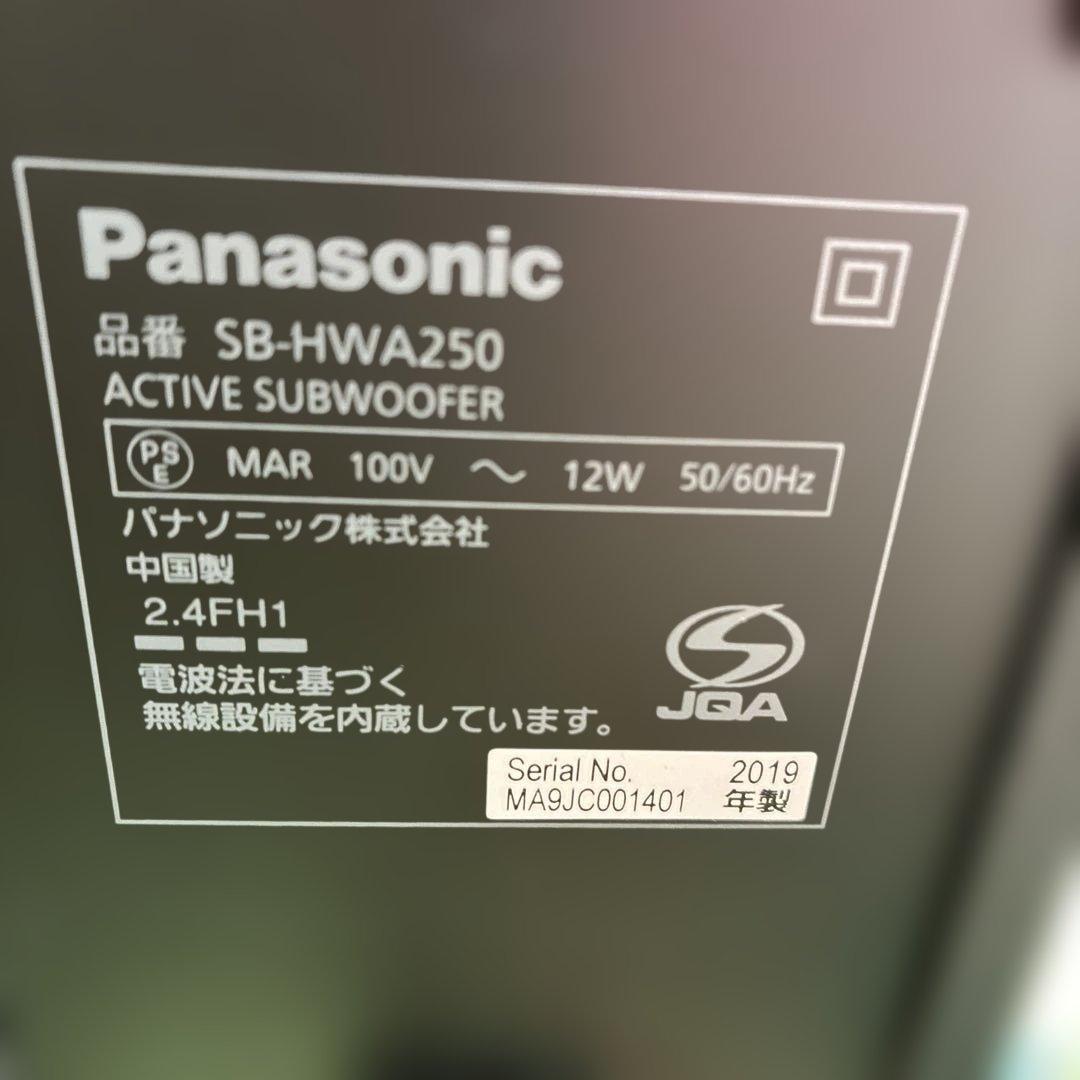 Panasonic
品番 SB-HWA250
ACTIVE SUBWOOFER
PSE MAR 100V ～ 12W 50/60Hz
パナソニック株式会社
中国製
2.4FH1
電波法に基づく
無線設備を内蔵しています。
JQA
Serial No. 2019
MA9JC001401 年製